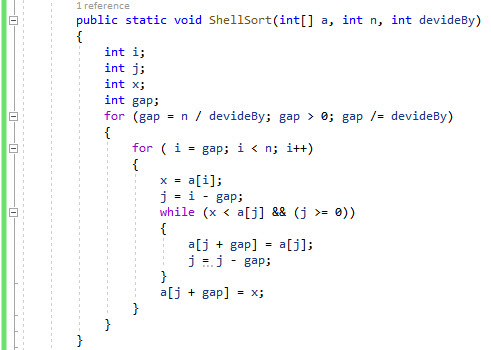 1 reference
public static void ShellSort(int[] a, int n, int devideBy)
{
int i;
int j;
int x;
int gap;
for (gap = n / devideBy; gap > 0; gap /= devideBy)
{
for ( i = gap; i < n; i++)
{
x = a[i];
j = i - gap;
while (x < a[j] && (j >= 0))
{
a[j + gap] = a[j];
j = j - gap;
}
a[j + gap] = x;
}
}
}